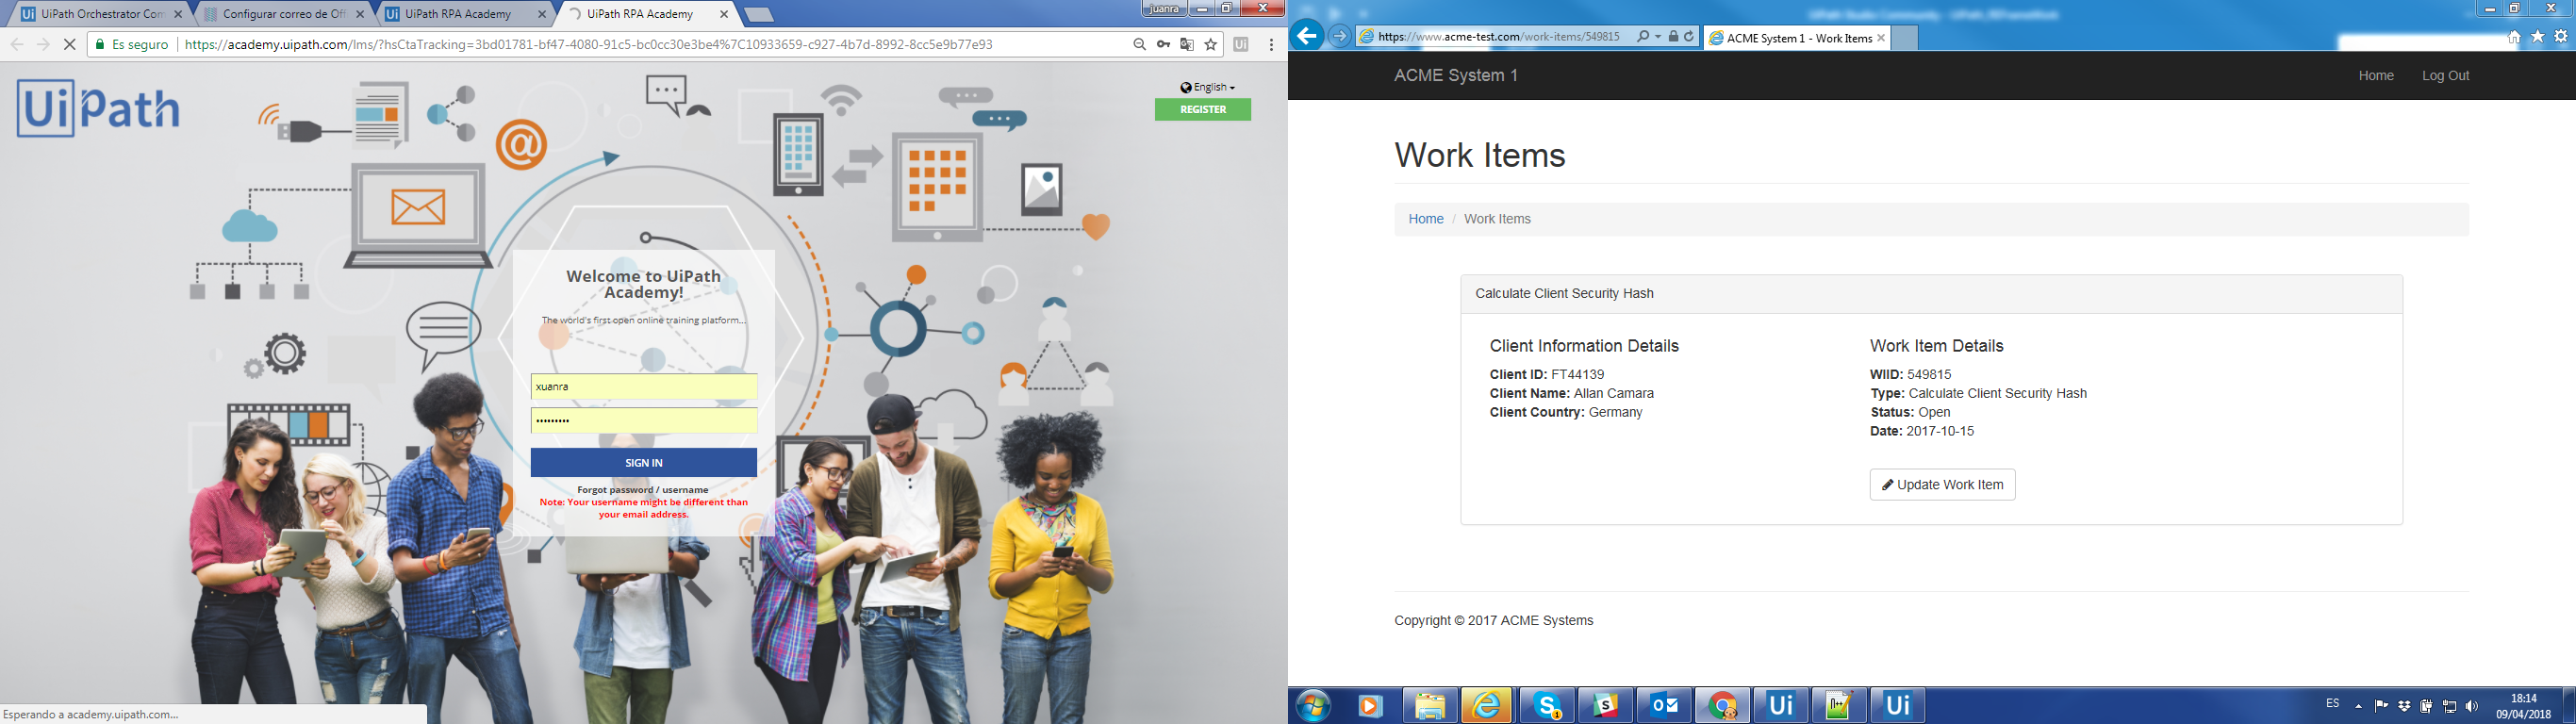 UiPath Orchestrator Com
Configurar correo de Off
UiPath RPA Academy
UiPath RPA Academy
juanra
Es seguro
https://academy.uipath.com/lms/?hsCtaTracking=3bd01781-bf47-4080-91c5-bc0cc30e3be4%7C10933659-c927-4b7d-8992-8cc5e9b77e93
UiPath
English
REGISTER
Welcome to UiPath
Academy!
The world's first open online training platform...
xuanra
•••••••••
SIGN IN
Forgot password / username
Note: Your username might be different than
your email address.
Esperando a academy.uipath.com...
https://www.acme-test.com/work-items/549815
ACME System 1 - Work Items
ACME System 1
Home
Log Out
Work Items
Home / Work Items
Calculate Client Security Hash
Client Information Details
Client ID: FT44139
Client Name: Allan Camara
Client Country: Germany
Work Item Details
WIID: 549815
Type: Calculate Client Security Hash
Status: Open
Date: 2017-10-15
Update Work Item
Copyright © 2017 ACME Systems
ES
18:14
09/04/2018